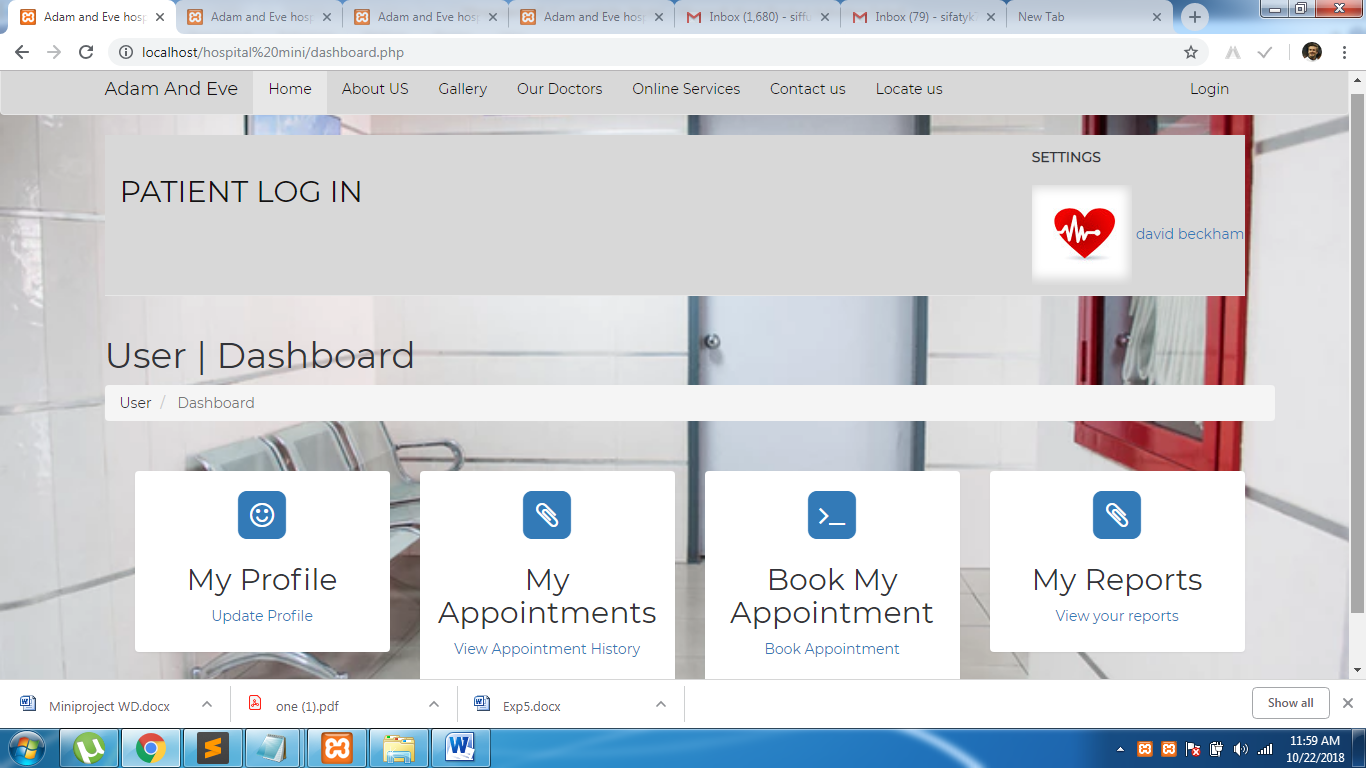 Adam and Eve hosp
Adam and Eve hosp
Adam and Eve hosp
Adam and Eve hosp
Inbox (1,680) - siffu
Inbox (79) - sifatyk
New Tab
localhost/hospital%20mini/dashboard.php
Adam And Eve Home About US Gallery Our Doctors Online Services Contact us Locate us Login
SETTINGS
PATIENT LOG IN
david beckham
User | Dashboard
User / Dashboard
My Profile
Update Profile
My
Appointments
View Appointment History
Book My
Appointment
Book Appointment
My Reports
View your reports
Miniproject WD.docx
one (1).pdf
Exp5.docx
Show all
11:59 AM
10/22/2018